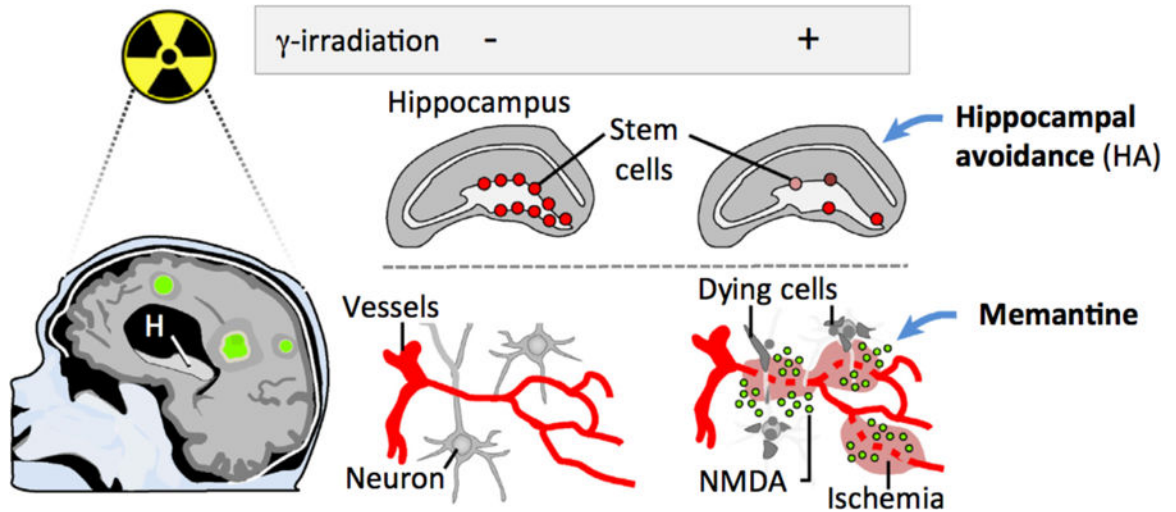 γ-irradiation - +
Hippocampus
Stem
cells
Hippocampal
avoidance (HA)
H
Vessels
Neuron
Dying cells
Memantine
NMDA
Ischemia